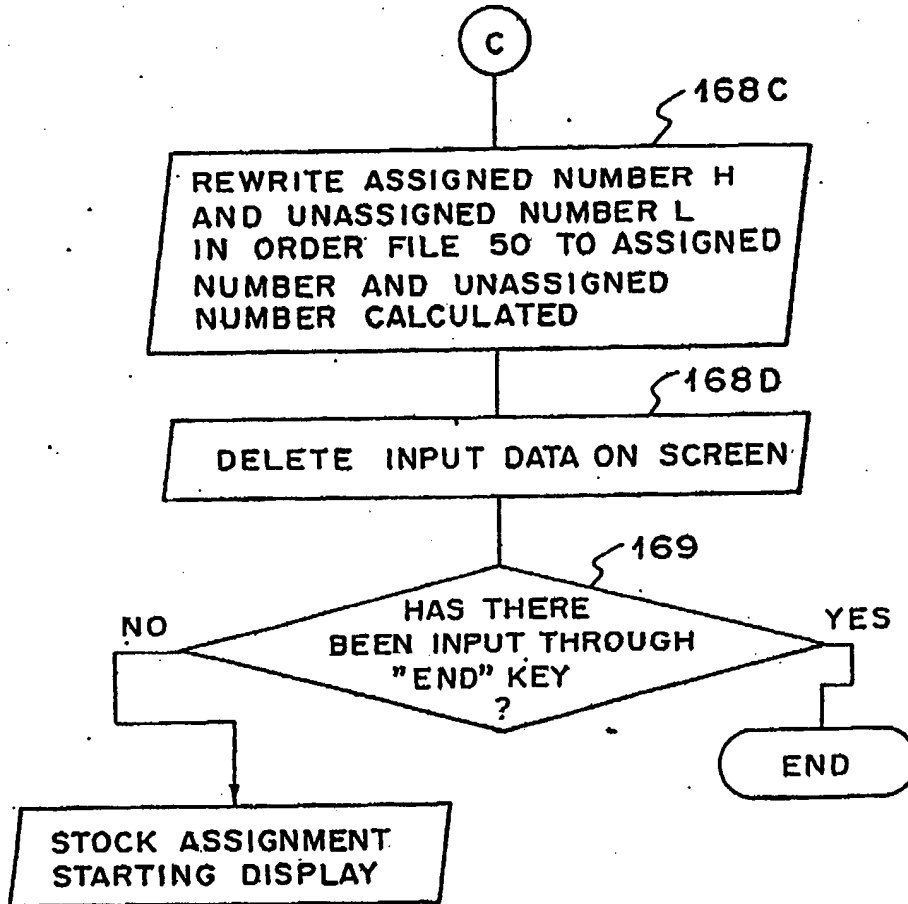 C
168C
REWRITE ASSIGNED NUMBER H
AND UNASSIGNED NUMBER L
IN ORDER FILE 50 TO ASSIGNED
NUMBER AND UNASSIGNED
NUMBER CALCULATED
168D
DELETE INPUT DATA ON SCREEN
169
HAS THERE
BEEN INPUT THROUGH
"END" KEY
?
NO
YES
END
STOCK ASSIGNMENT
STARTING DISPLAY